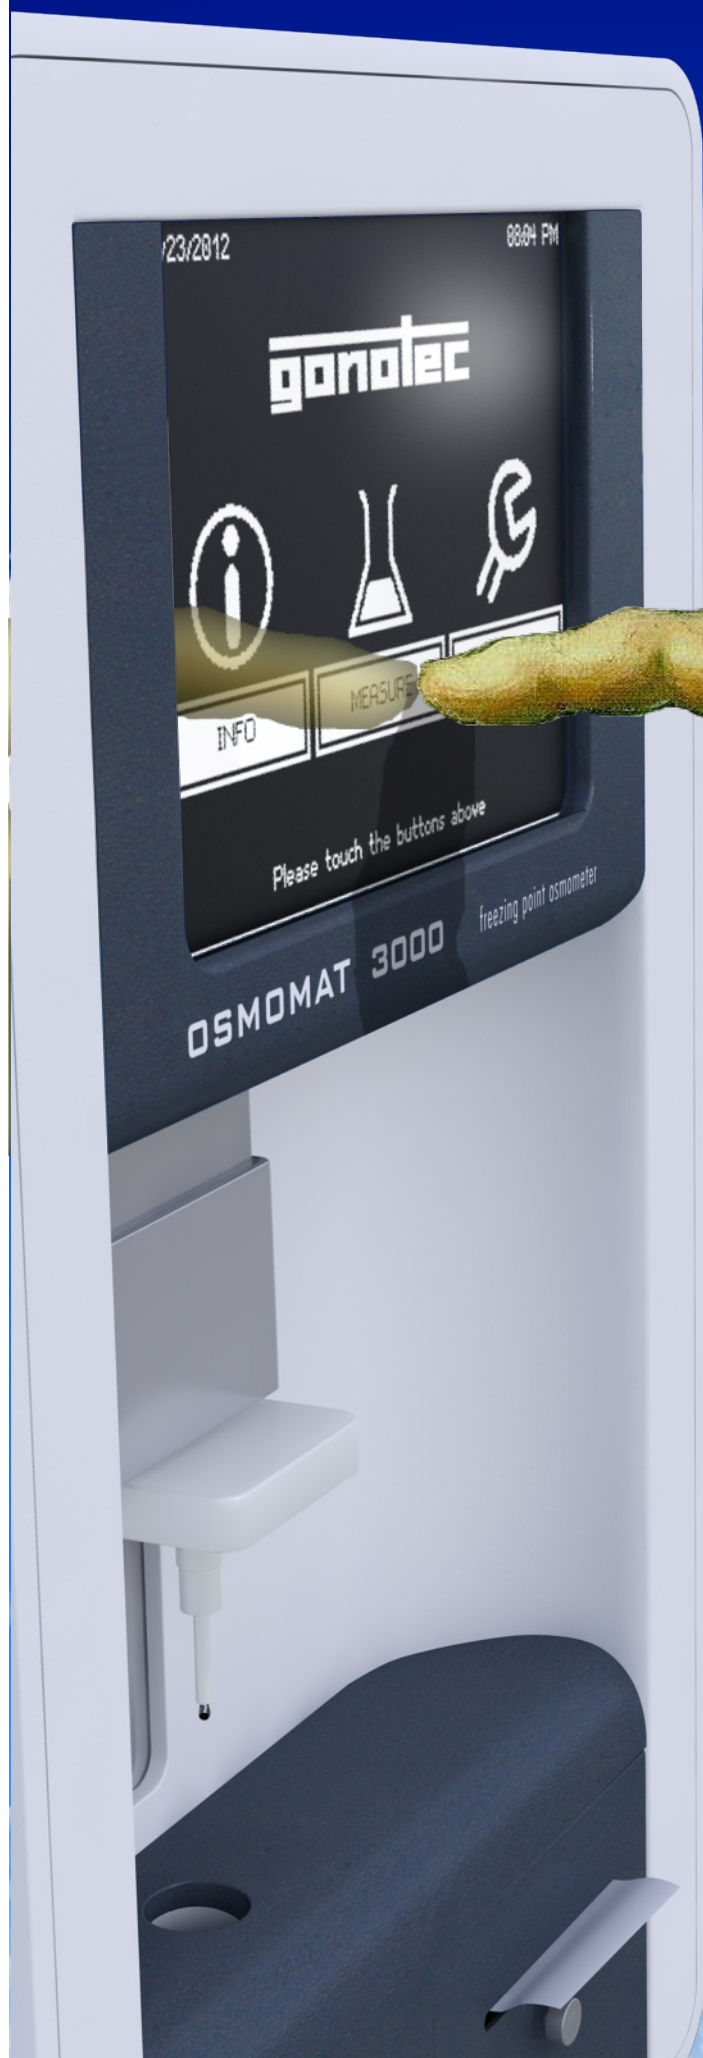 /23/2012
08:04 PM
gonotec
INFO
MEASURE
Please touch the buttons above
OSMOMAT 3000
freezing point osmometer